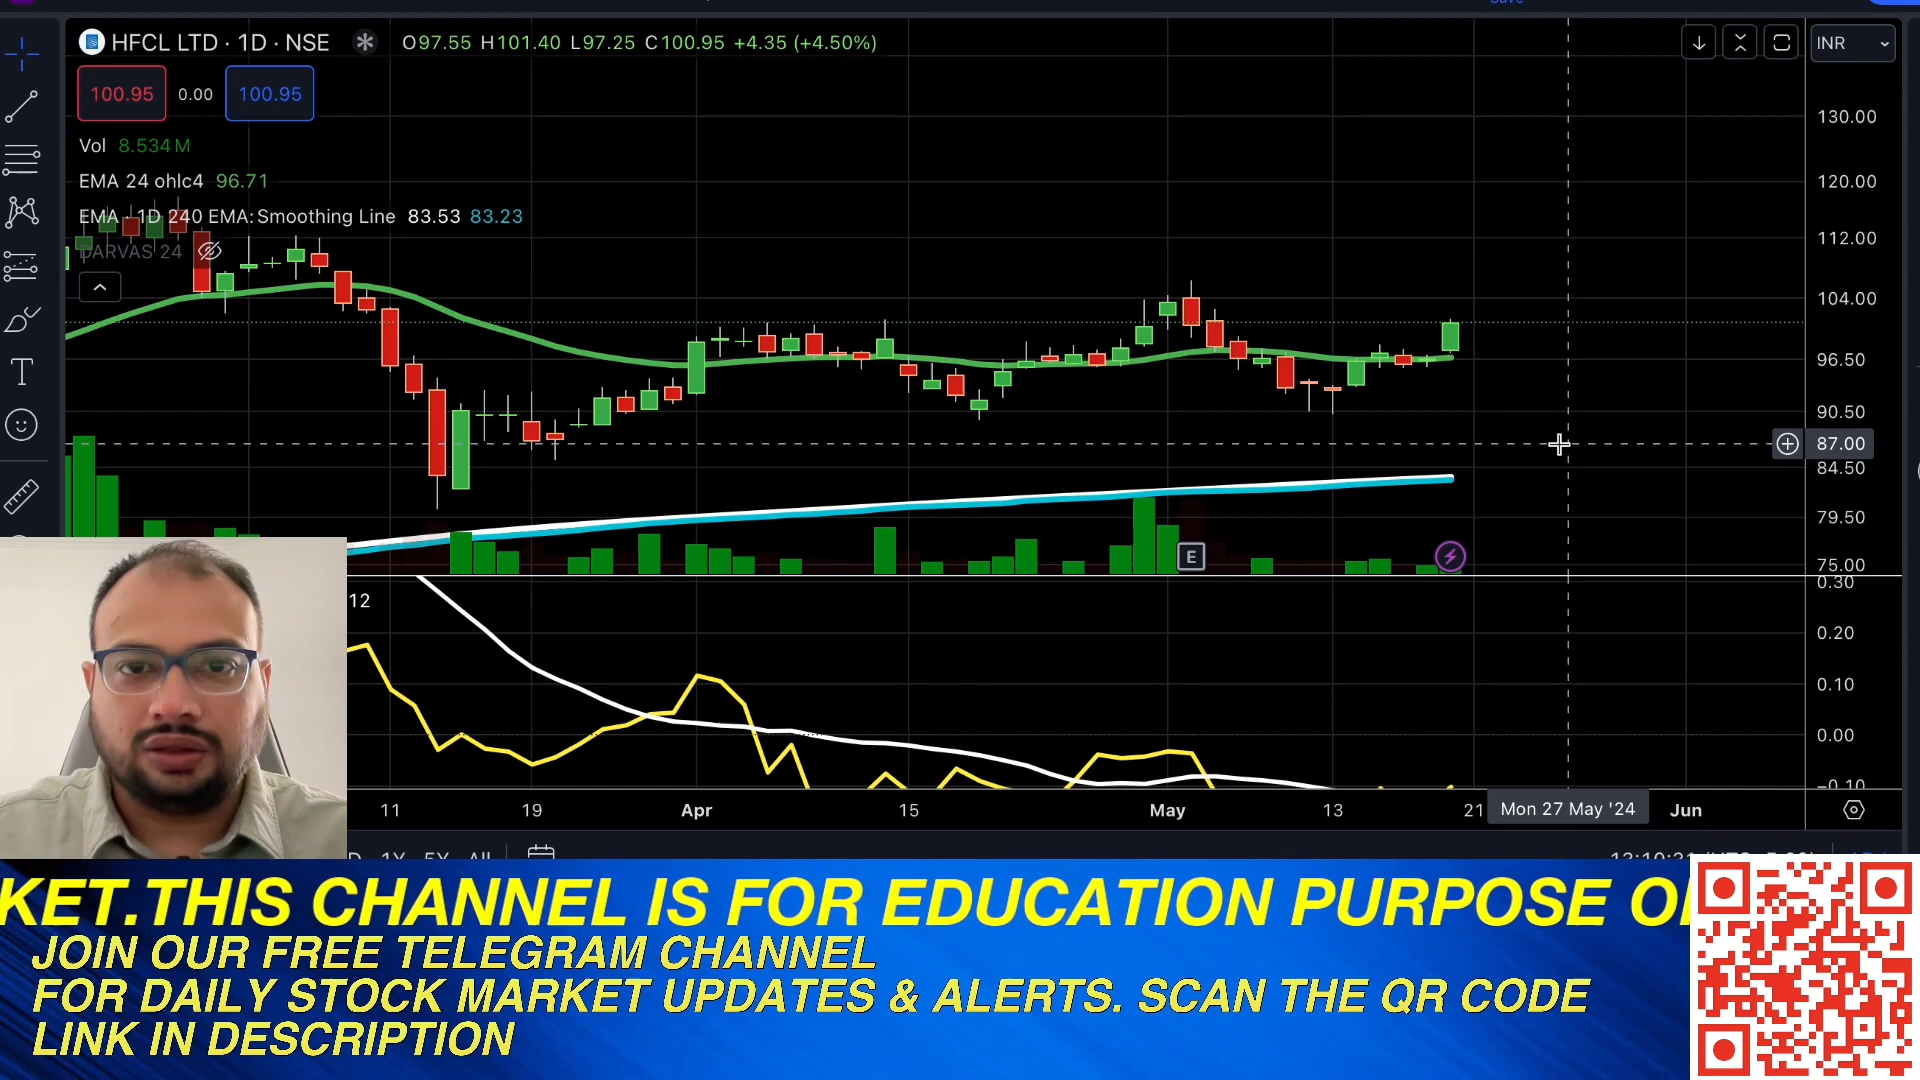 HFCL LTD · 1D · NSE O97.55 H101.40 L97.25 C100.95 +4.35 (+4.50%)
INR
100.95 0.00 100.95
Vol 8.534 M
EMA 24 ohlc4 96.71
EMA · 1D 240 EMA: Smoothing Line 83.53 83.23
DARVAS 24
130.00
120.00
112.00
104.00
96.50
90.50
87.00
84.50
79.50
75.00
E
0.30
12
0.20
0.10
0.00
−0.10
11 19 Apr 15 May 13 21 Mon 27 May '24 Jun
KET.THIS CHANNEL IS FOR EDUCATION PURPOSE
JOIN OUR FREE TELEGRAM CHANNEL
FOR DAILY STOCK MARKET UPDATES & ALERTS. SCAN THE QR CODE
LINK IN DESCRIPTION